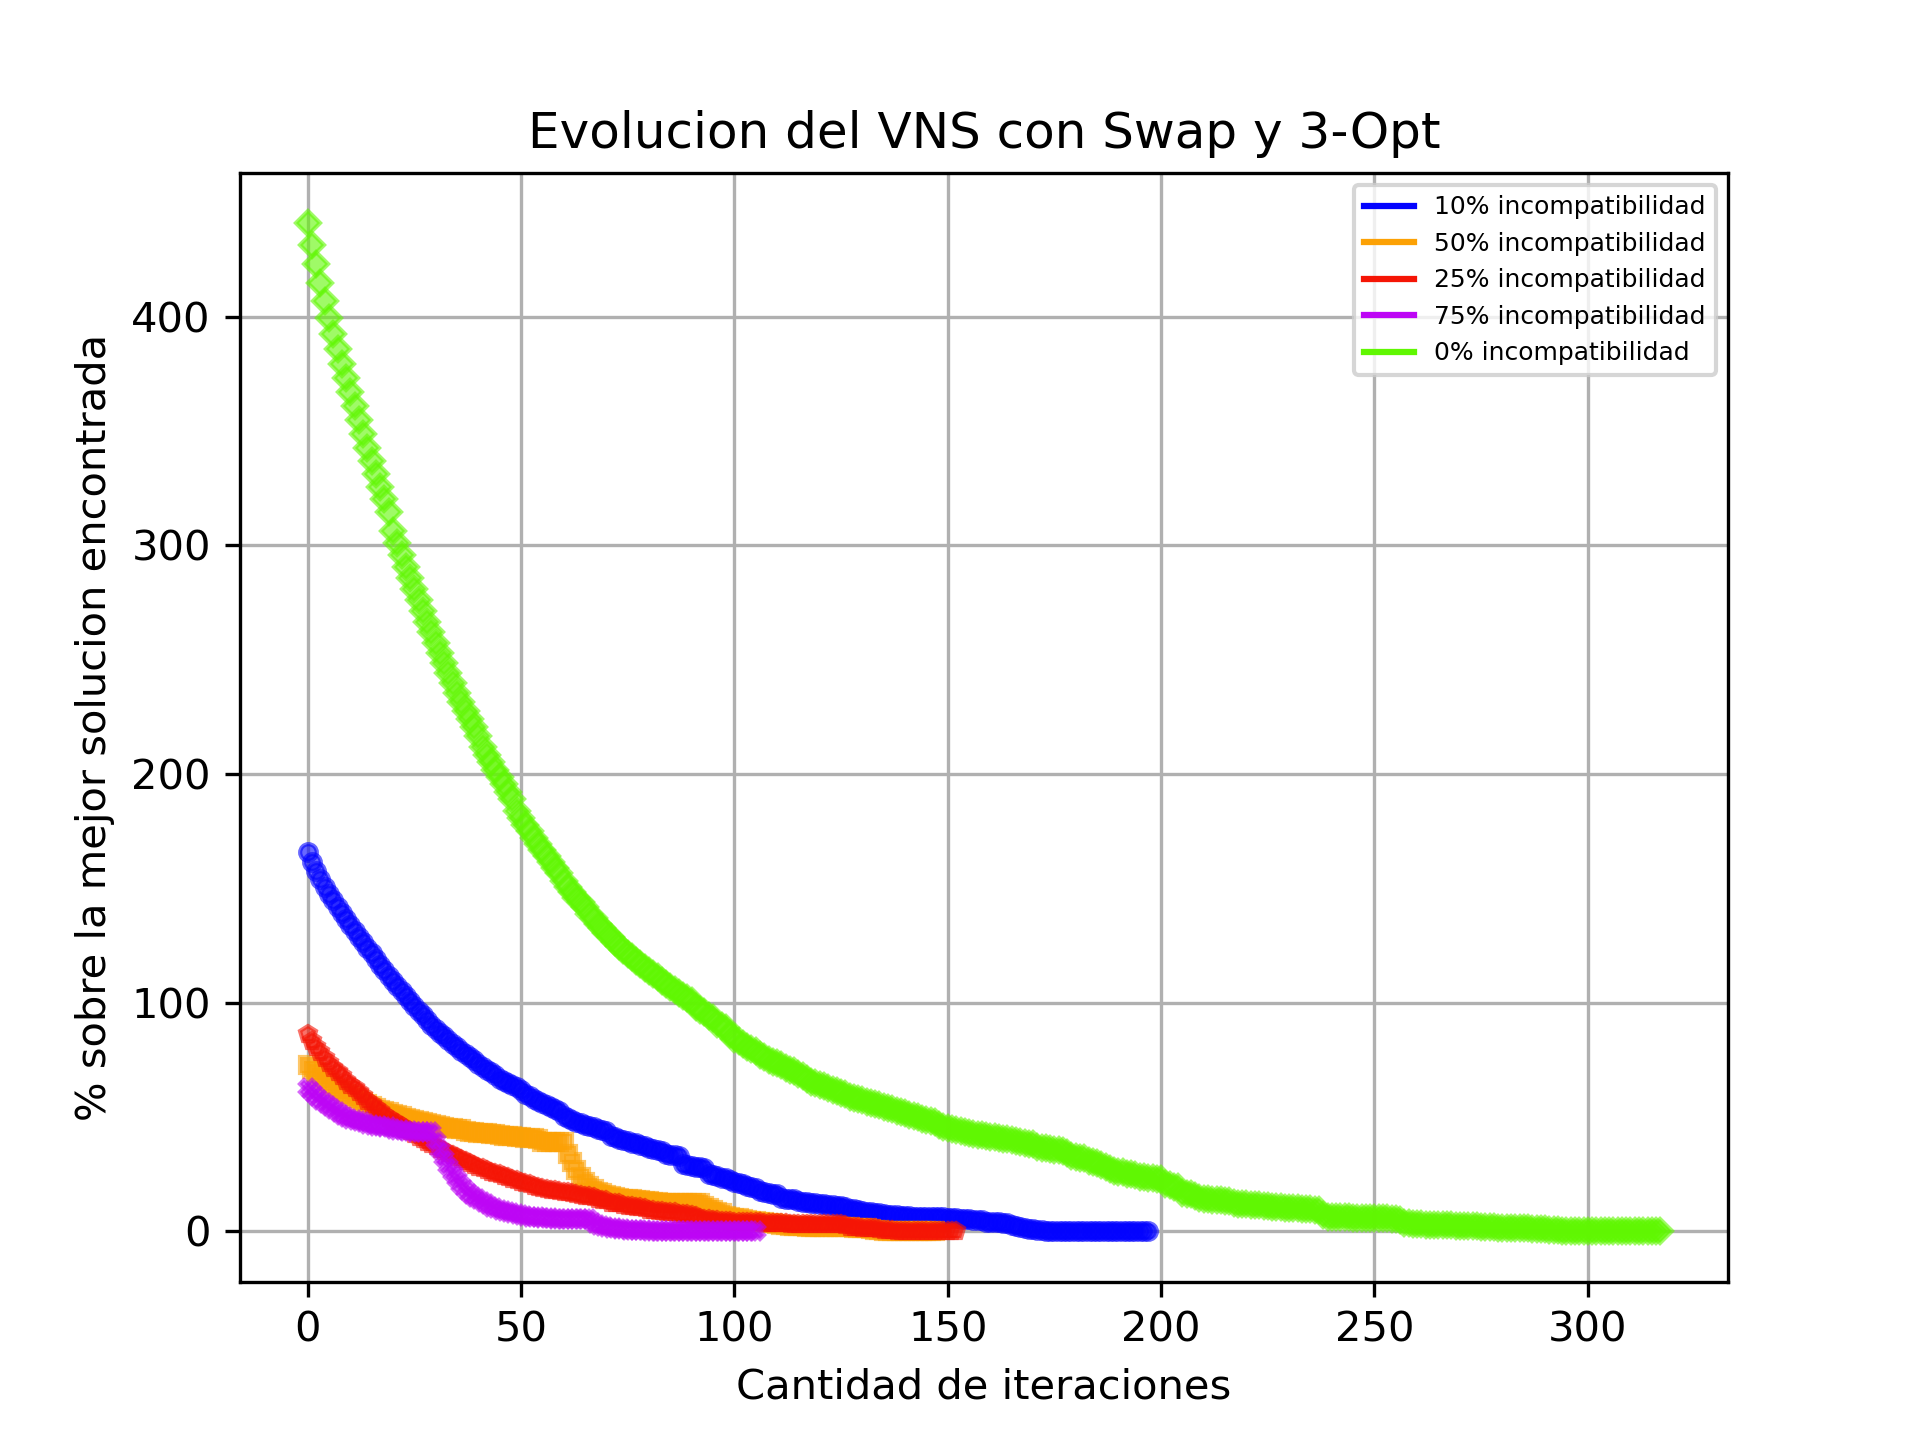 Evolucion del VNS con Swap y 3-Opt
10% incompatibilidad
50% incompatibilidad
25% incompatibilidad
75% incompatibilidad
0% incompatibilidad
% sobre la mejor solucion encontrada
400
300
200
100
0
0 50 100 150 200 250 300
Cantidad de iteraciones